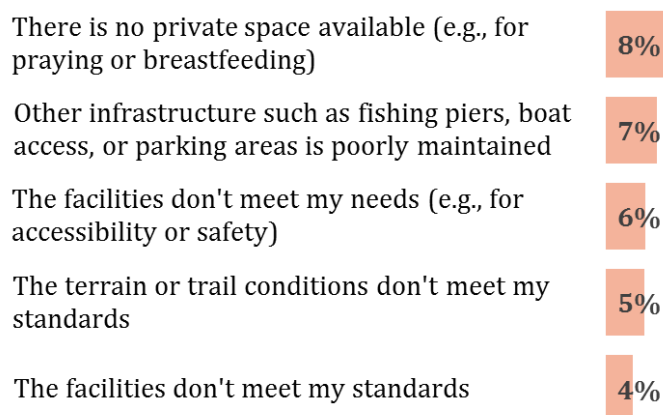 There is no private space available (e.g., for
praying or breastfeeding)
8%
Other infrastructure such as fishing piers, boat
access, or parking areas is poorly maintained
7%
The facilities don't meet my needs (e.g., for
accessibility or safety)
6%
The terrain or trail conditions don't meet my
standards
5%
The facilities don't meet my standards
4%